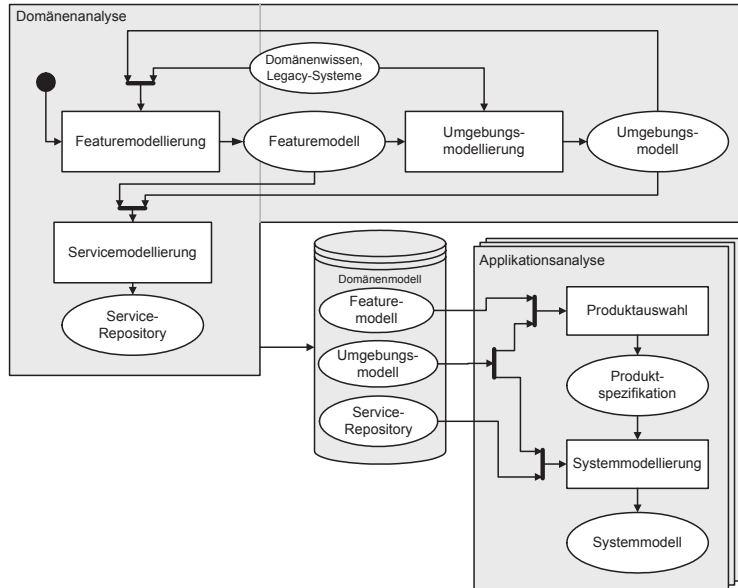 Domänenanalyse
Domänenwissen,
Legacy-Systeme
Featuremodellierung
Featuremodell
Umgebungs-
modellierung
Umgebungs-
modell
Servicemodellierung
Service-
Repository
Domänenmodell
Feature-
modell
Umgebungs-
modell
Service-
Repository
Applikationsanalyse
Produktauswahl
Produkt-
spezifikation
Systemmodellierung
Systemmodell